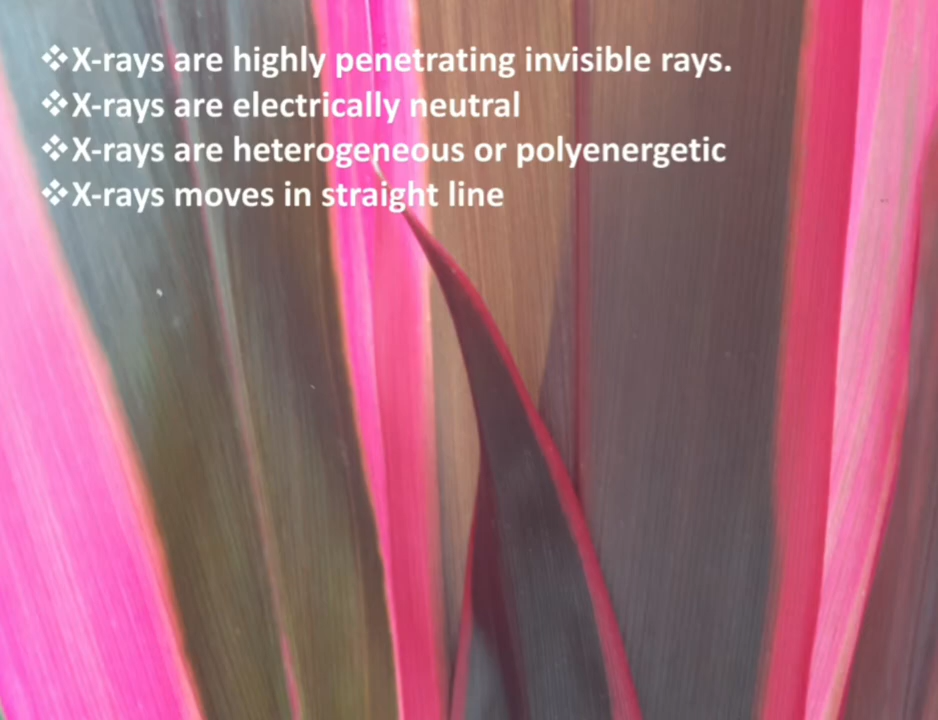 ❖X-rays are highly penetrating invisible rays.
❖X-rays are electrically neutral
❖X-rays are heterogeneous or polyenergetic
❖X-rays moves in straight line